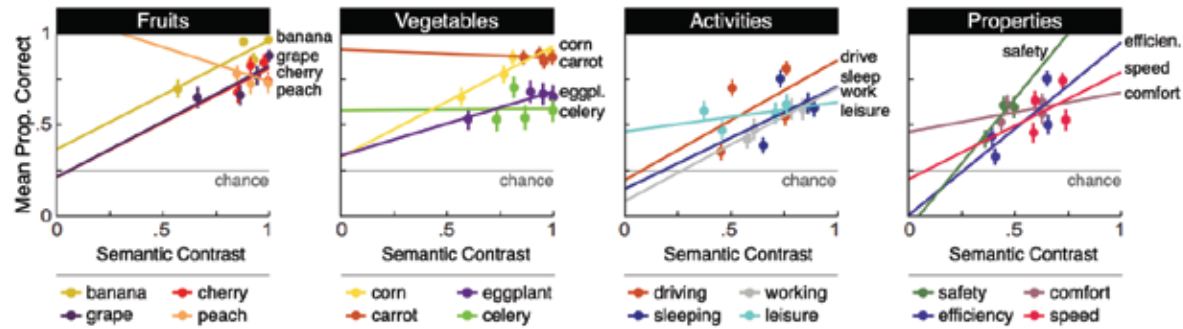 Fruits
Vegetables
Activities
Properties
Mean Prop. Correct
1
.5
0
banana
grape
cherry
peach
chance
0
.5
1
Semantic Contrast
corn
carrot
eggpl.
celery
chance
0
.5
1
Semantic Contrast
drive
sleep
work
leisure
chance
0
.5
1
Semantic Contrast
safety
efficien.
speed
comfort
chance
0
.5
1
Semantic Contrast
banana cherry
grape peach
corn eggplant
carrot celery
driving working
sleeping leisure
safety comfort
efficiency speed